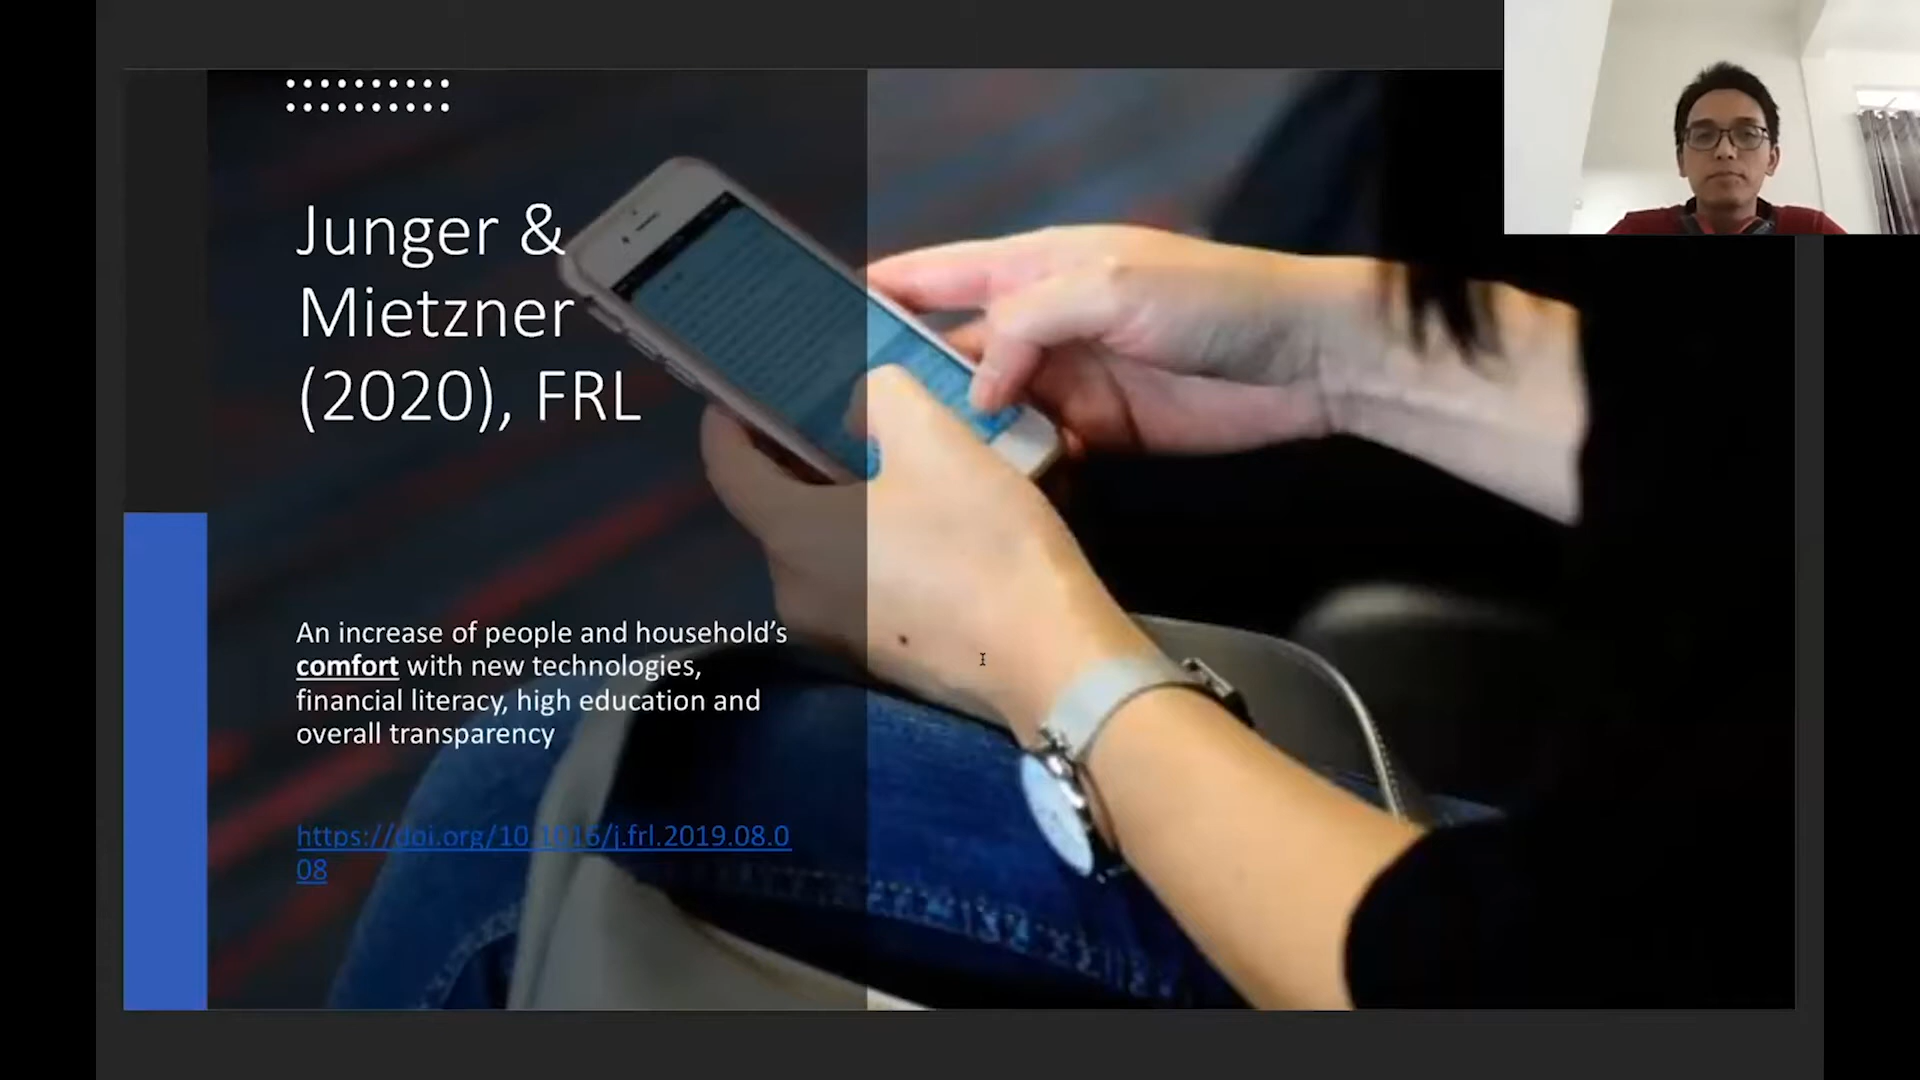 Junger &
Mietzner
(2020), FRL
An increase of people and household’s
comfort with new technologies,
financial literacy, high education and
overall transparency
https://doi.org/10.1016/j.frl.2019.08.0
08